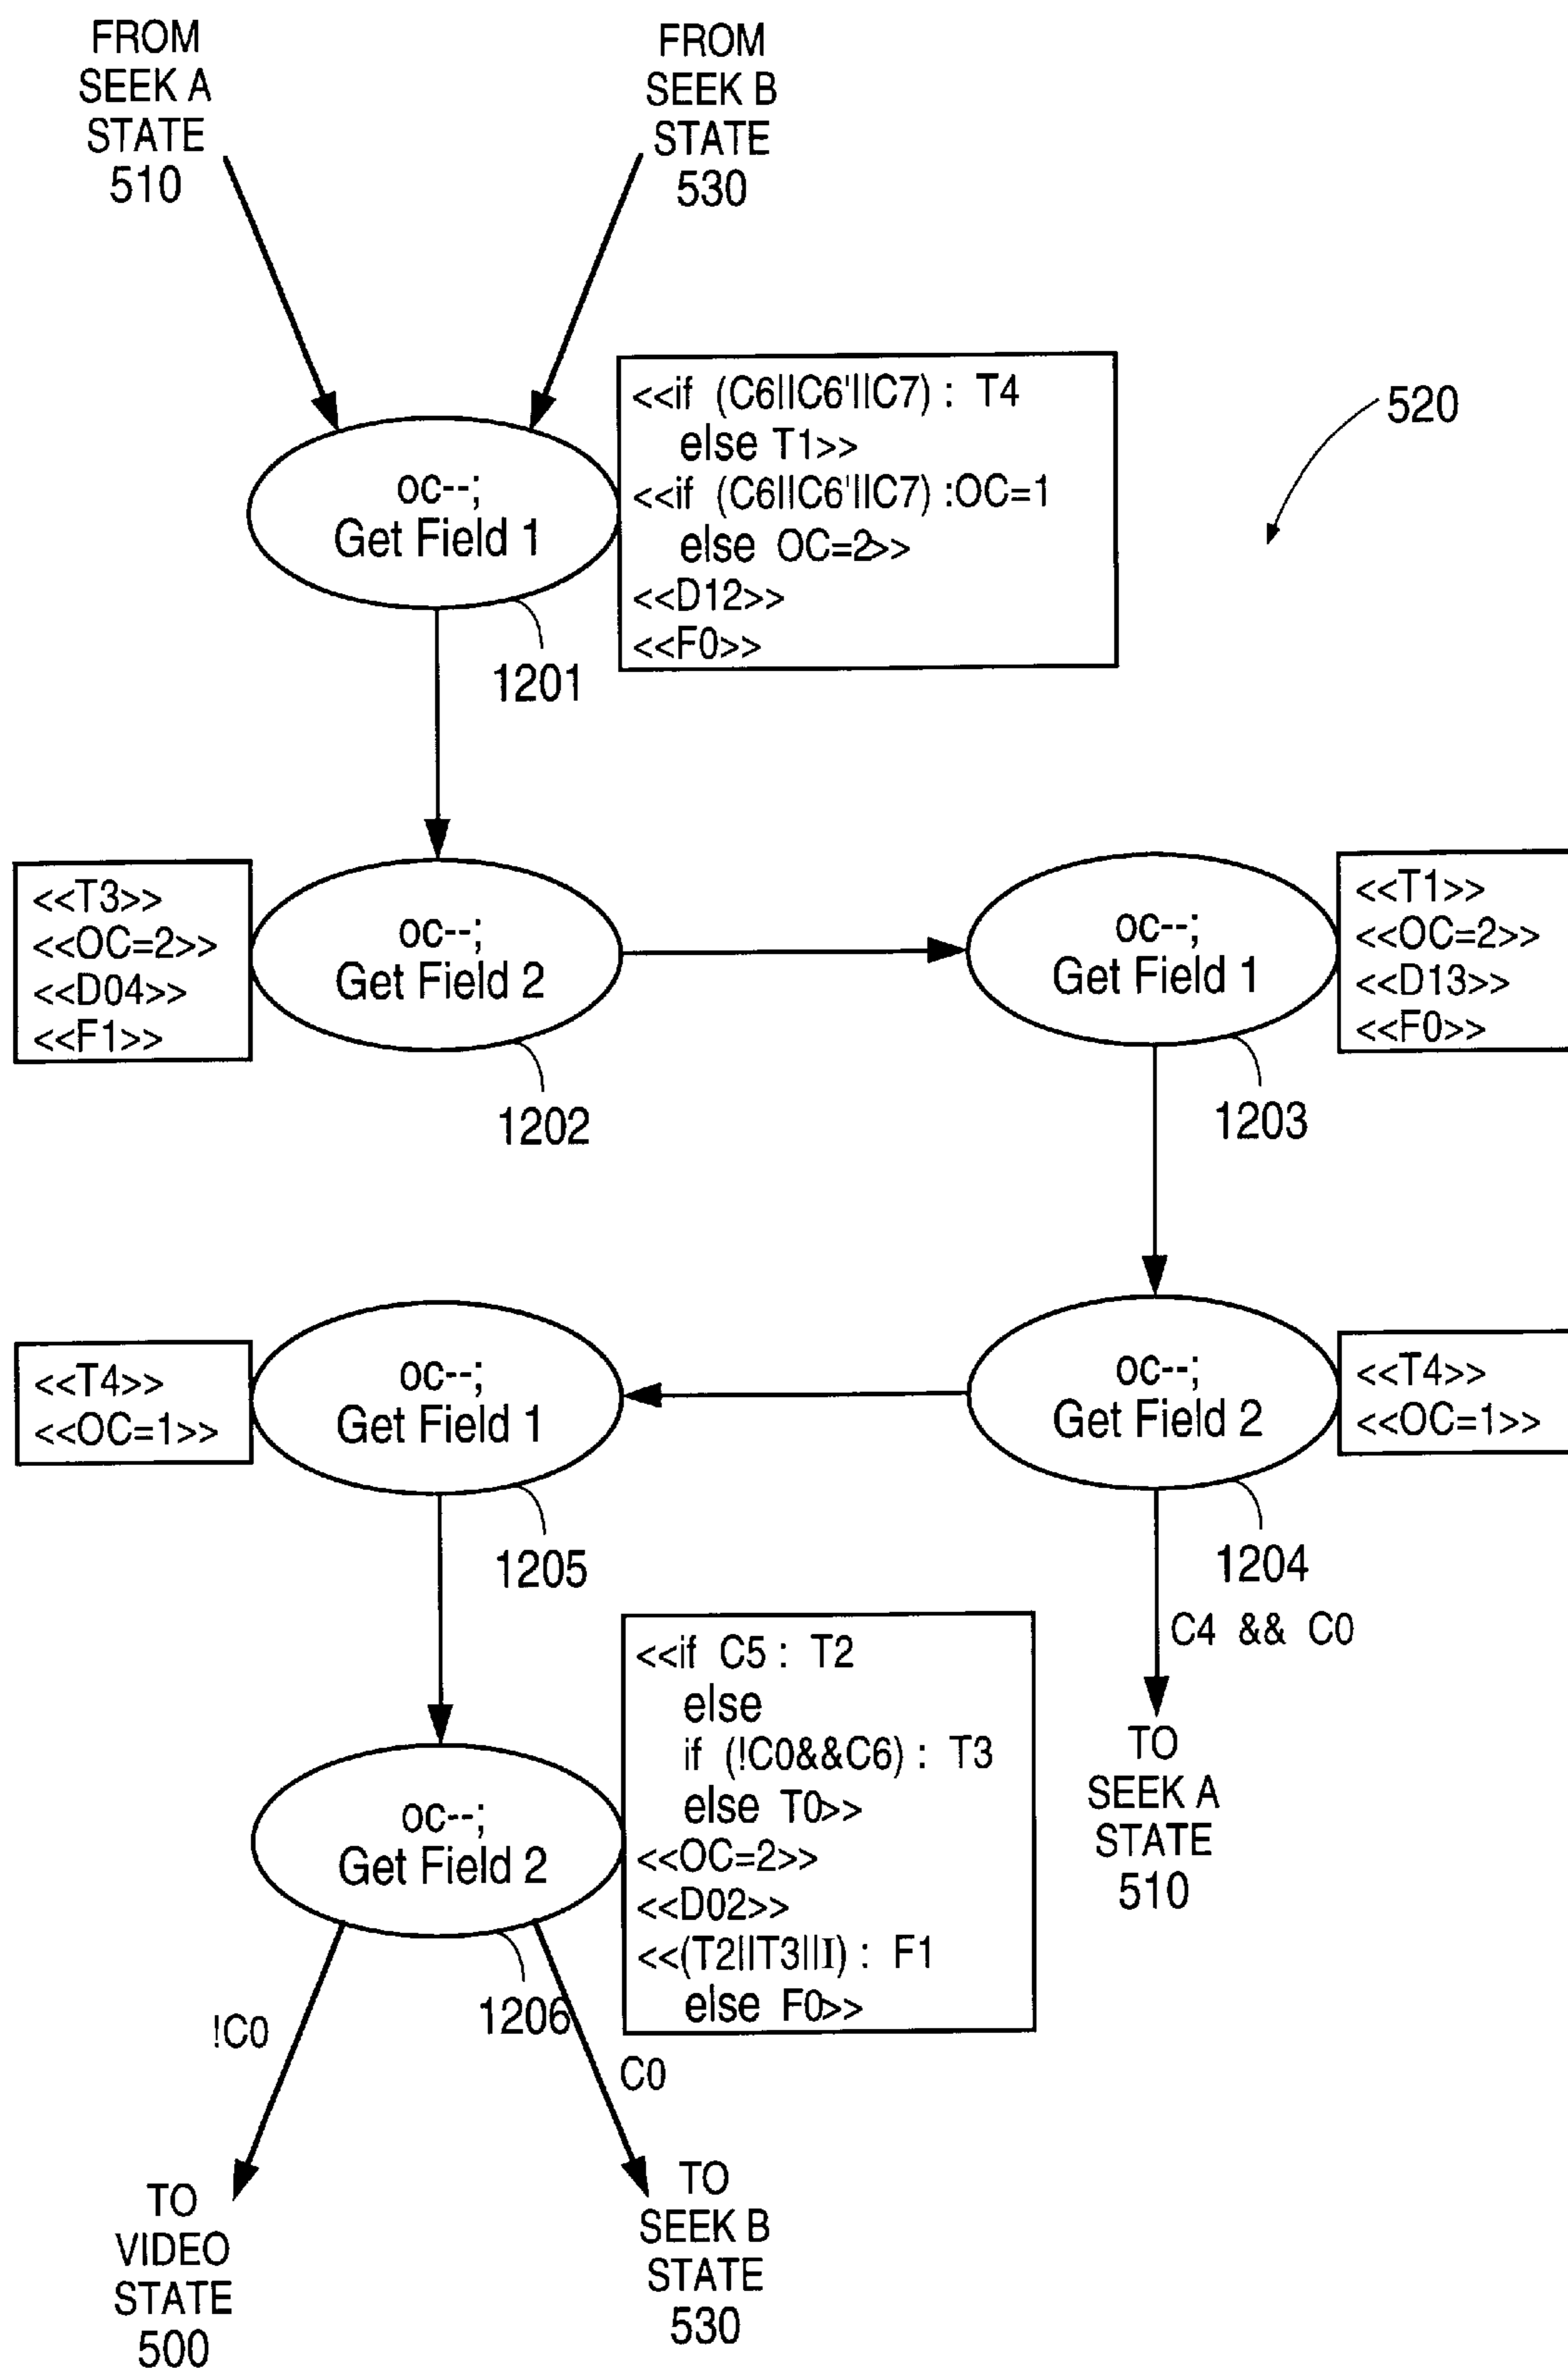 FROM
SEEK A
STATE
510
FROM
SEEK B
STATE
530
<<if (C6||C6'||C7) : T4
else T1>>
<<if (C6||C6'||C7) :OC=1
else OC=2>>
<<D12>>
<<F0>>
520
oc--;
Get Field 1
1201
<<T3>>
<<OC=2>>
<<D04>>
<<F1>>
oc--;
Get Field 2
1202
oc--;
Get Field 1
1203
<<T1>>
<<OC=2>>
<<D13>>
<<F0>>
<<T4>>
<<OC=1>>
oc--;
Get Field 1
1205
oc--;
Get Field 2
1204
<<T4>>
<<OC=1>>
C4 && C0
TO
SEEK A
STATE
510
oc--;
Get Field 2
1206
<<if C5 : T2
else
if (!C0&&C6) : T3
else T0>>
<<OC=2>>
<<D02>>
<<(T2||T3||I) : F1
else F0>>
!C0
C0
TO
VIDEO
STATE
500
TO
SEEK B
STATE
530